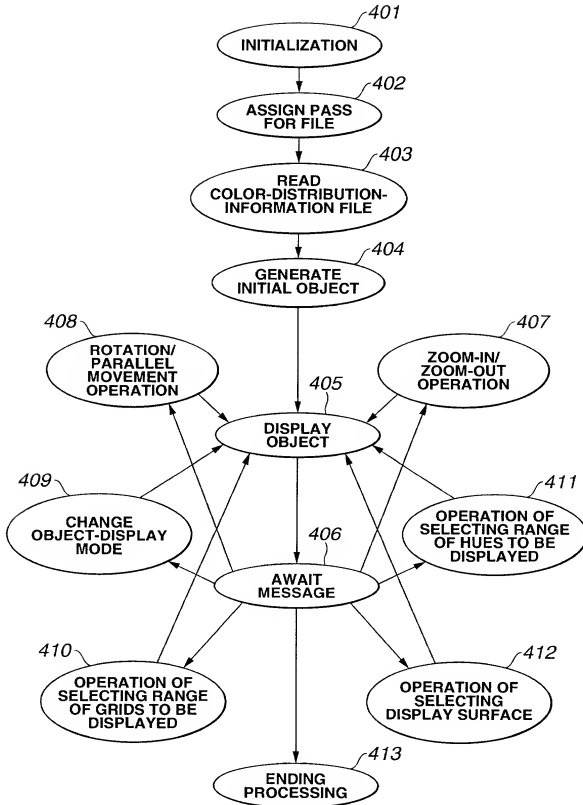 401
INITIALIZATION
402
ASSIGN PASS
FOR FILE
403
READ
COLOR-DISTRIBUTION-
INFORMATION FILE
404
GENERATE
INITIAL OBJECT
408
ROTATION/
PARALLEL
MOVEMENT
OPERATION
407
ZOOM-IN/
ZOOM-OUT
OPERATION
405
DISPLAY
OBJECT
409
CHANGE
OBJECT-DISPLAY
MODE
411
OPERATION OF
SELECTING RANGE
OF HUES TO BE
DISPLAYED
406
AWAIT
MESSAGE
410
OPERATION OF
SELECTING RANGE
OF GRIDS TO BE
DISPLAYED
412
OPERATION OF
SELECTING
DISPLAY SURFACE
413
ENDING
PROCESSING